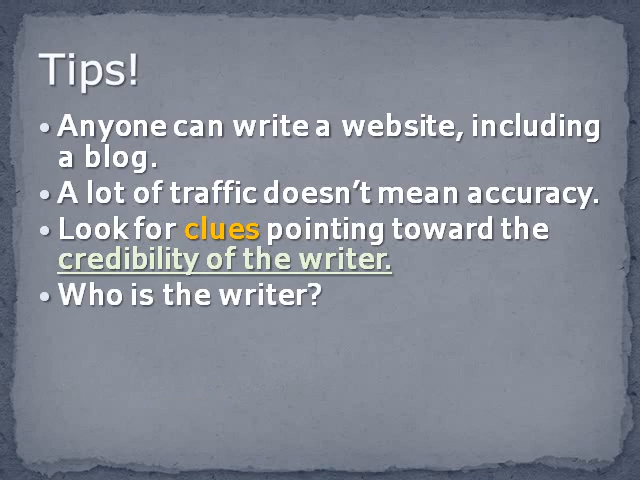 Tips!
• Anyone can write a website, including
a blog.
• A lot of traffic doesn’t mean accuracy.
• Look for clues pointing toward the
credibility of the writer.
• Who is the writer?